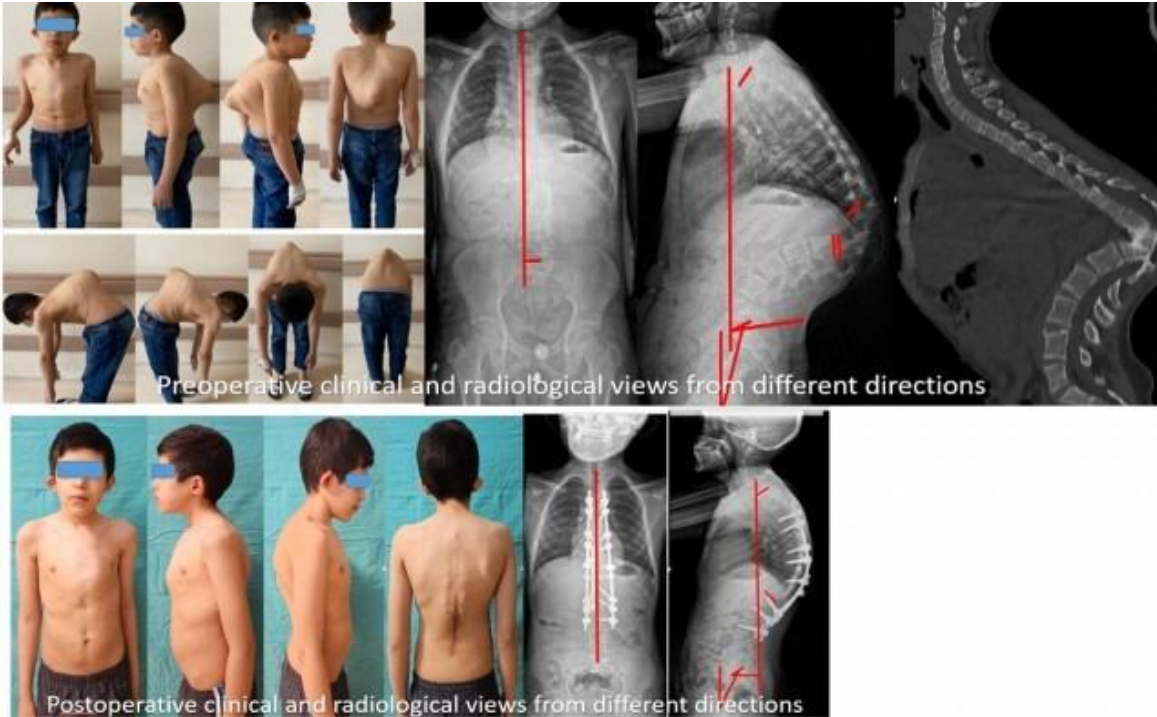 Preoperative clinical and radiological views from different directions
Postoperative clinical and radiological views from different directions